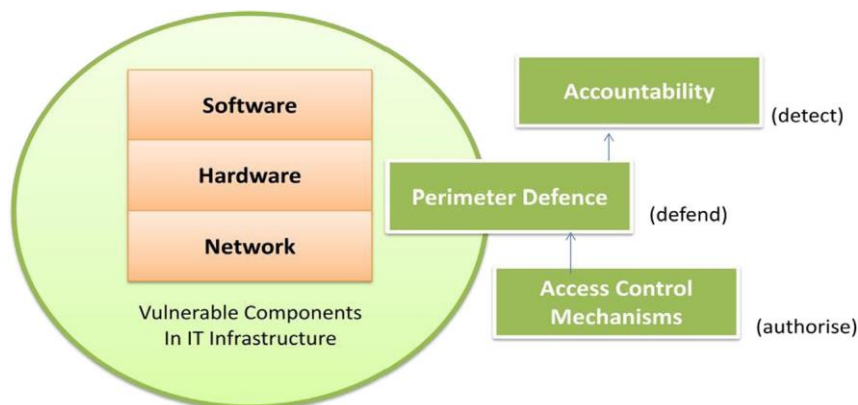 Software
Hardware
Network
Vulnerable Components
In IT Infrastructure
Accountability
(detect)
Perimeter Defence
(defend)
Access Control
Mechanisms
(authorise)